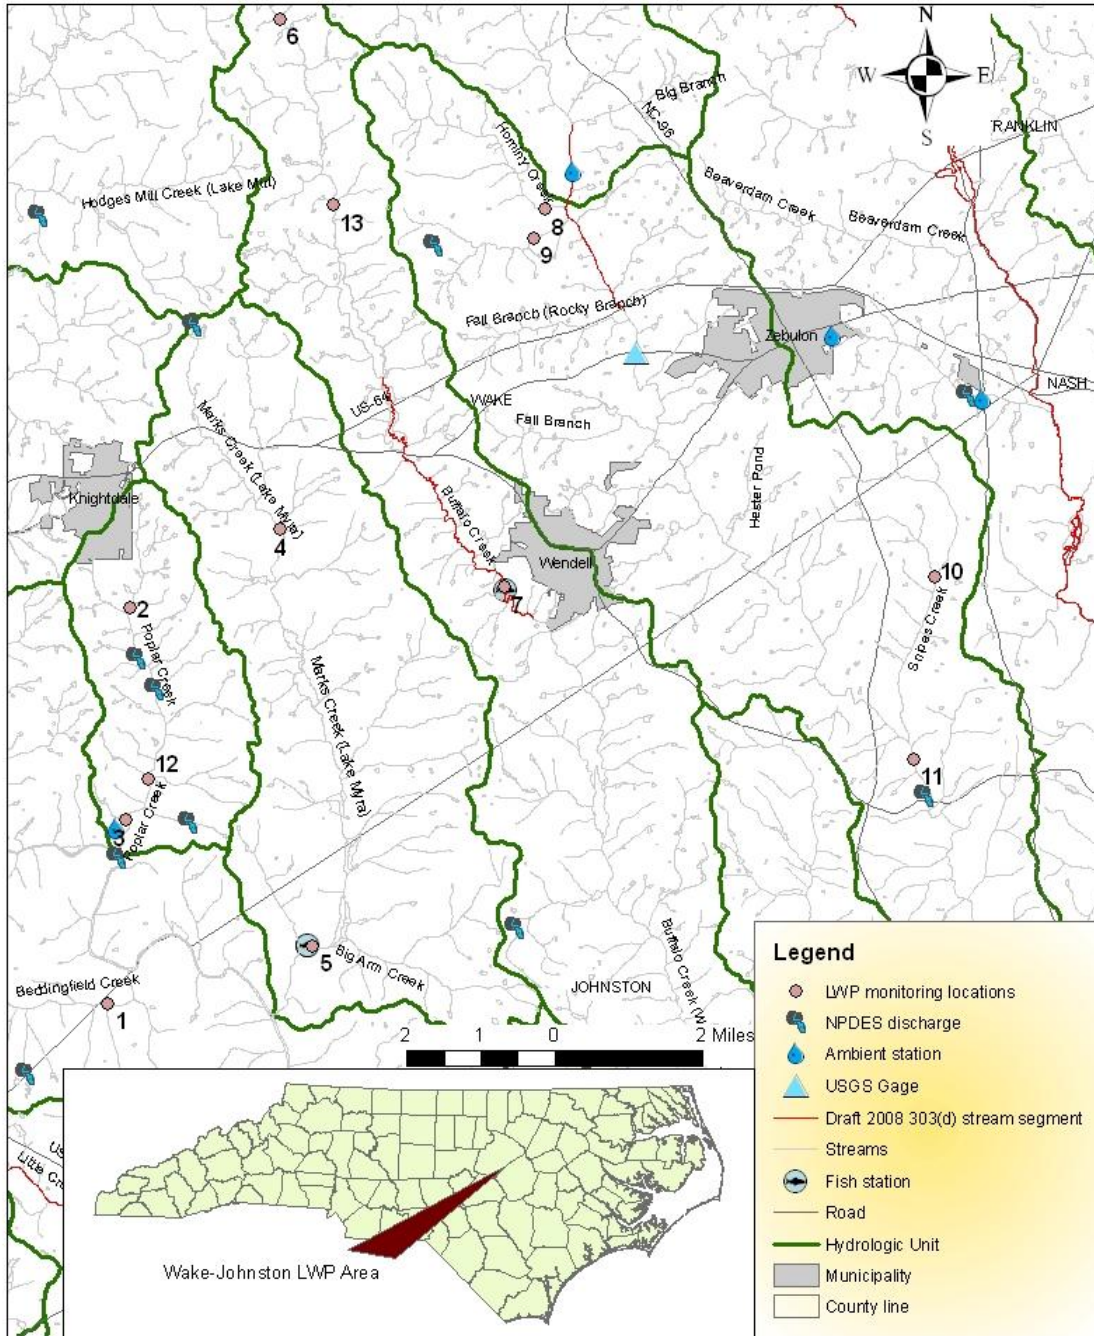 N
W
E
S
6
Big Branch
NC-96
Hominy Creek
RANKLIN
Hodges Mill Creek (Lake Mill)
Beaverdam Creek
Beaverdam Creek
13
8
9
Fall Branch (Rocky Branch)
Zebulon
US-64
WAKE
NASH
Fall Branch
Marks Creek (Lake Myra)
Knightdale
Buffalo Creek
Hester Pond
4
Wendell
7
10
2
Poplar Creek
Snipes Creek
Marks Creek (Lake Myra)
12
11
3
Poplar Creek
5
Big Arm Creek
Buffalo Creek (W
Beddingfield Creek
JOHNSTON
1
2
1
0
2 Miles
US
Little Cre
Wake-Johnston LWP Area
Legend
LWP monitoring locations
NPDES discharge
Ambient station
USGS Gage
Draft 2008 303(d) stream segment
Streams
Fish station
Road
Hydrologic Unit
Municipality
County line